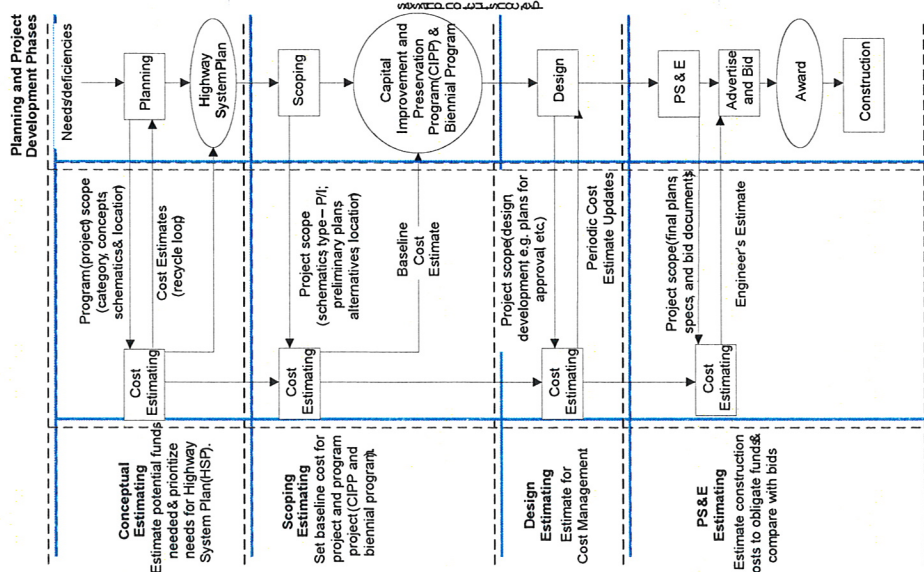 Planning and Project
Development Phases
Needs/deficiencies
Planning
Highway
SystemPlan
Scoping
Capital
Improvement and
Preservation
Program(CIPP) &
Biennial Program
Design
PS & E
Advertise
and Bid
Award
Construction
Program(project) scope
(category, concepts
schematics& location)
Cost Estimates
(recycle loop)
Project scope
(schematics type – P/I;
preliminary plans
alternatives location)
Baseline
Cost
Estimate
Project scope(design
development e.g. plans for
approval etc)
Periodic Cost
Estimate Updates
Project scope(final plans
specs, and bid documents
Engineer's Estimate
Cost
Estimating
Cost
Estimating
Cost
Estimating
Cost
Estimating
Conceptual
Estimating
Estimate potential funds
needed & prioritize
needs for Highway
System Plan(HSP).
Scoping
Estimating
Set baseline cost for
project and program
project (CIPP and
biennial program)
Design
Estimating
Estimate for
Cost Management
PS&E
Estimating
Estimate construction
osts to obligate funds&
compare with bids